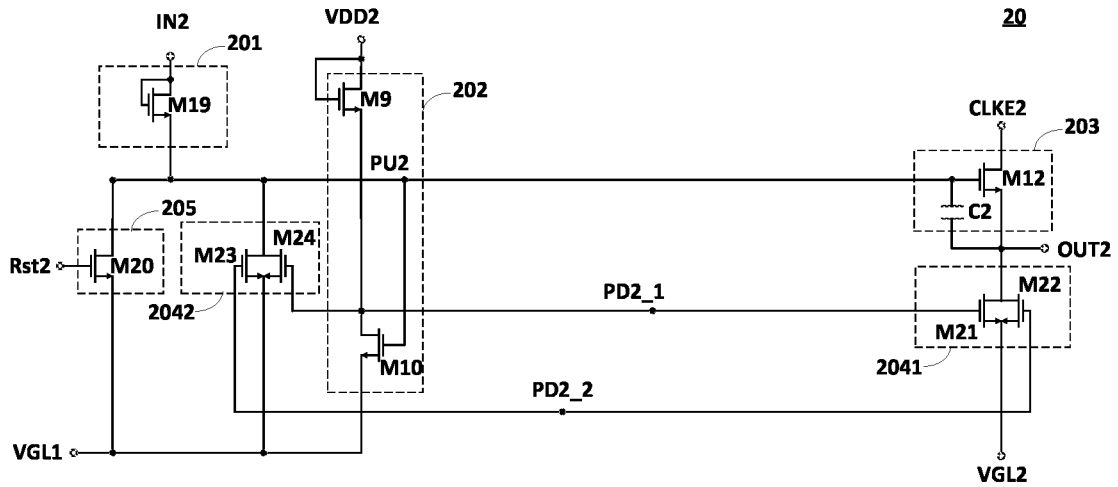 IN2
VDD2
20
201
M19
M9
202
CLKE2
203
PU2
M12
205
C2
M24
M23
Rst2
M20
OUT2
PD2_1
M22
2042
M21
M10
2041
PD2_2
VGL1
VGL2